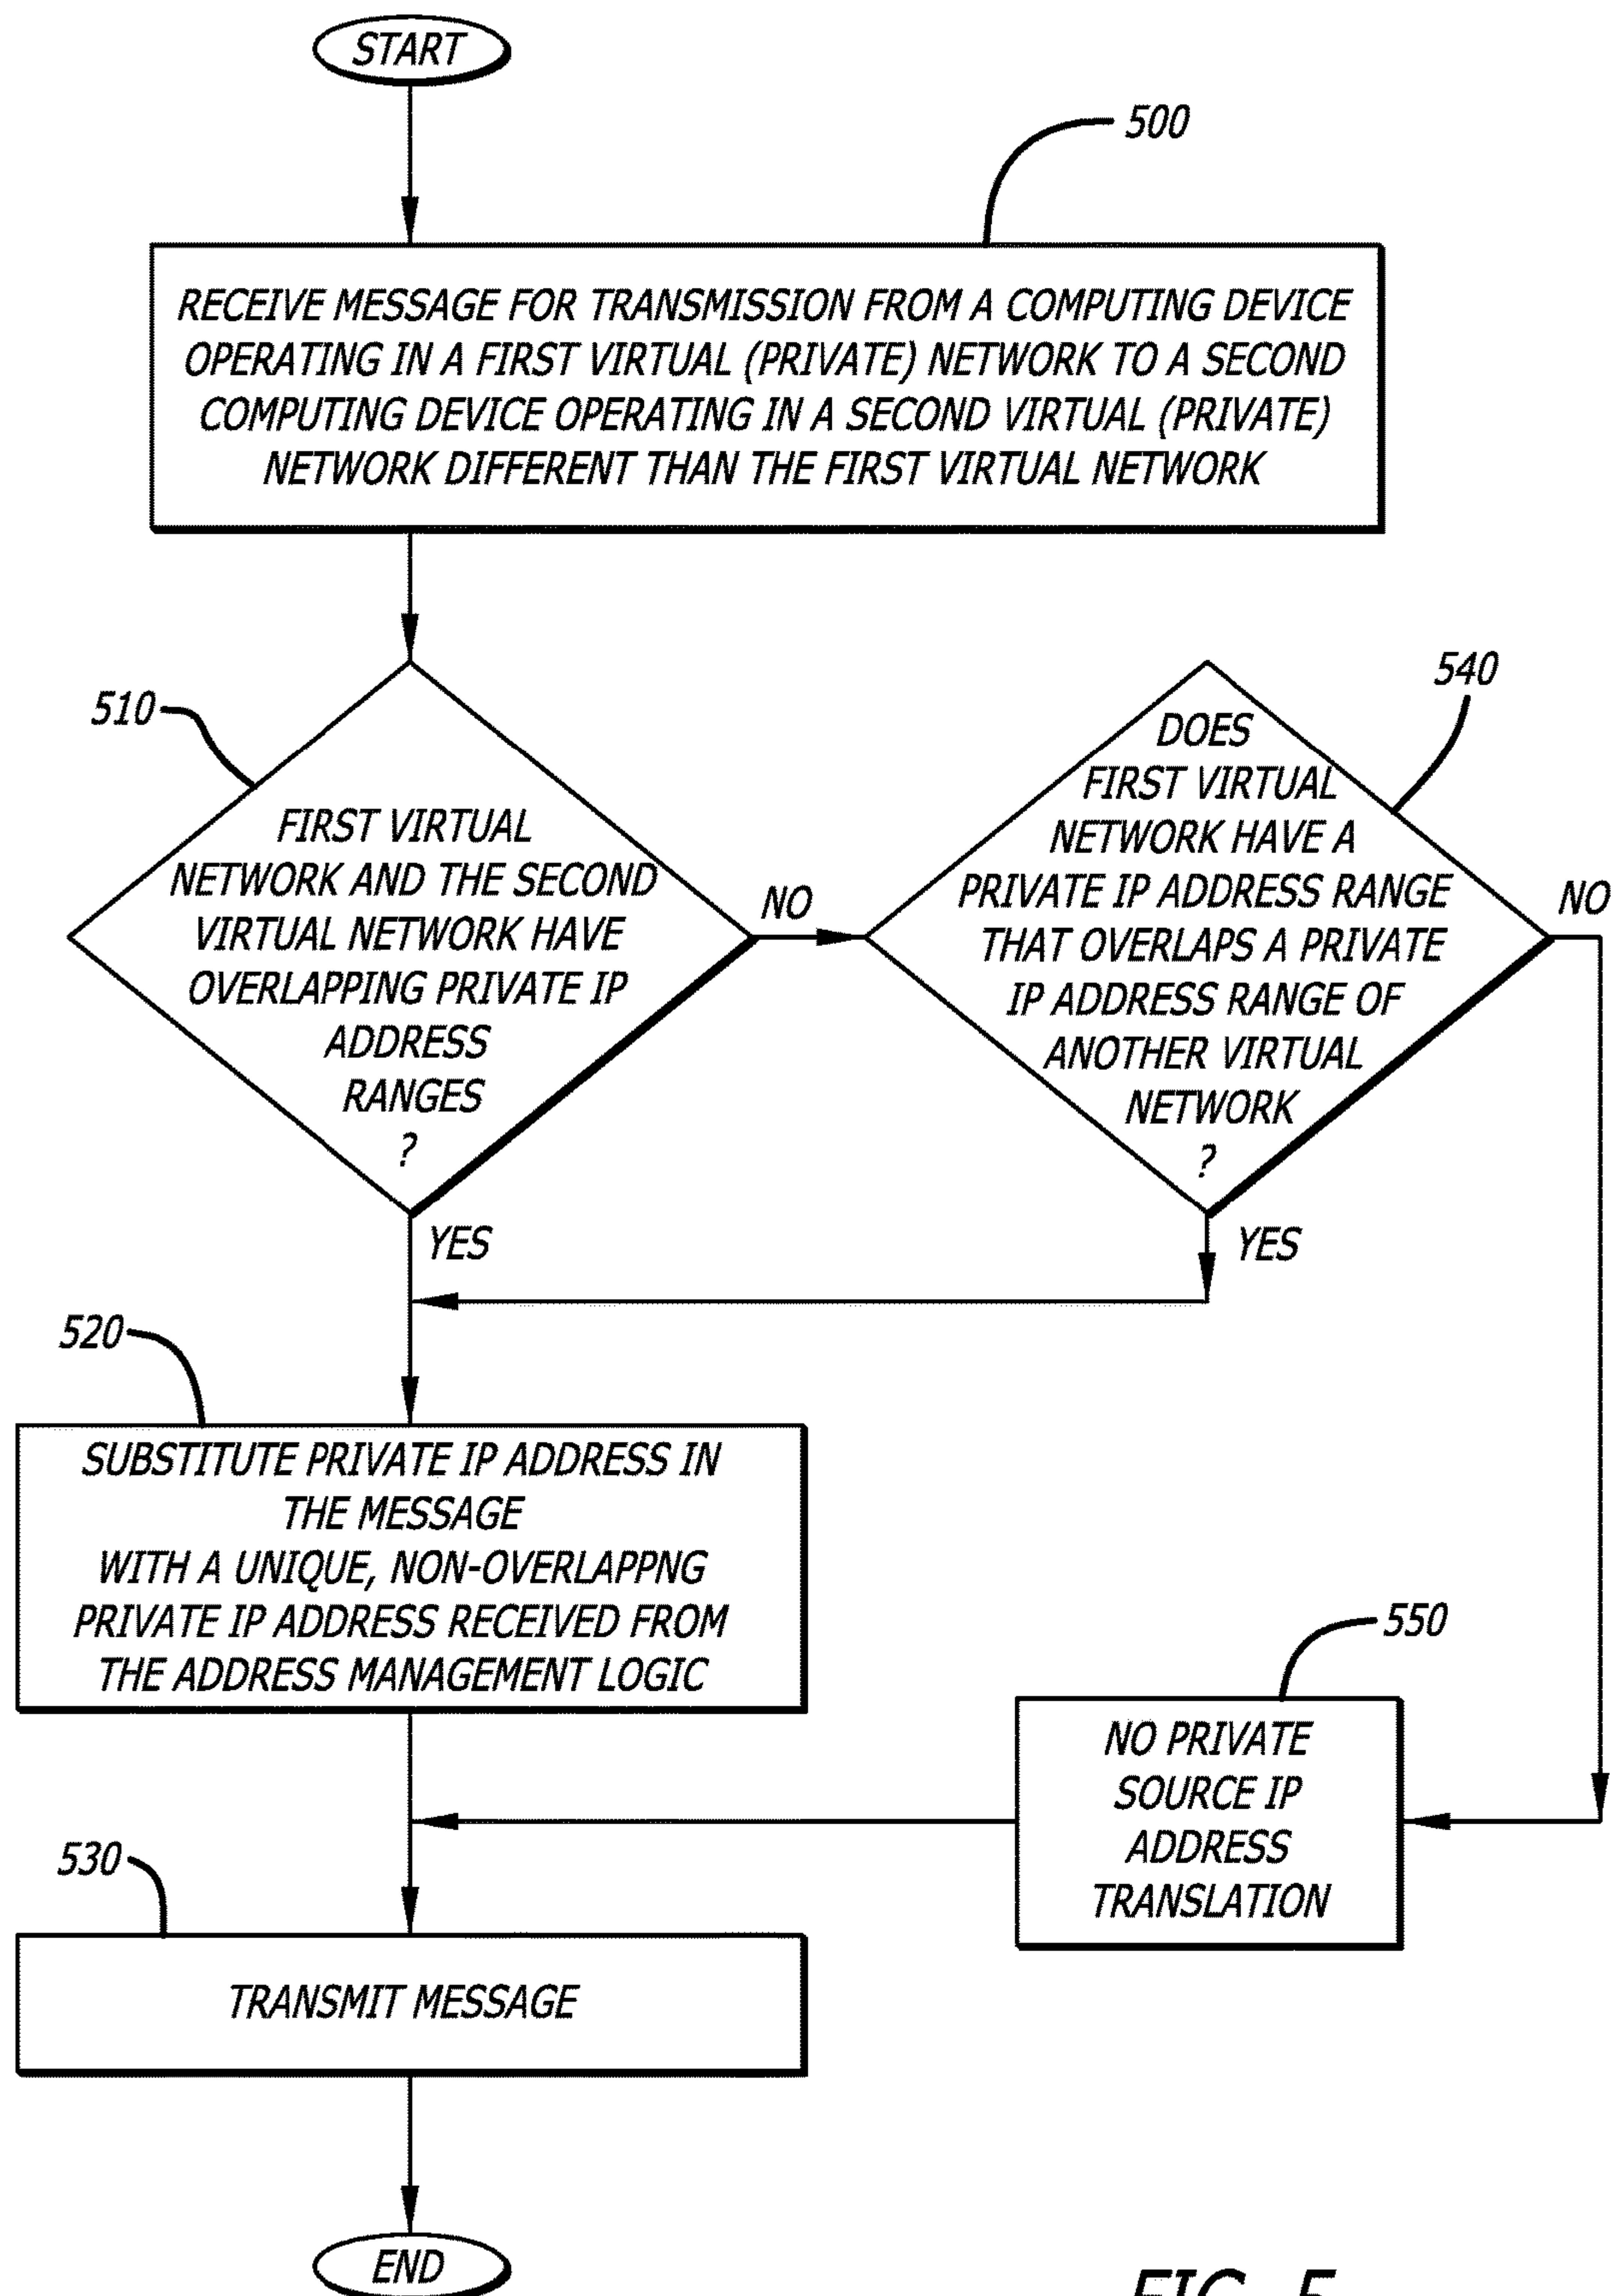 START
500
RECEIVE MESSAGE FOR TRANSMISSION FROM A COMPUTING DEVICE
OPERATING IN A FIRST VIRTUAL (PRIVATE) NETWORK TO A SECOND
COMPUTING DEVICE OPERATING IN A SECOND VIRTUAL (PRIVATE)
NETWORK DIFFERENT THAN THE FIRST VIRTUAL NETWORK
510
FIRST VIRTUAL
NETWORK AND THE SECOND
VIRTUAL NETWORK HAVE
OVERLAPPING PRIVATE IP
ADDRESS
RANGES
?
NO
YES
540
DOES
FIRST VIRTUAL
NETWORK HAVE A
PRIVATE IP ADDRESS RANGE
THAT OVERLAPS A PRIVATE
IP ADDRESS RANGE OF
ANOTHER VIRTUAL
NETWORK
?
NO
YES
520
SUBSTITUTE PRIVATE IP ADDRESS IN
THE MESSAGE
WITH A UNIQUE, NON-OVERLAPPNG
PRIVATE IP ADDRESS RECEIVED FROM
THE ADDRESS MANAGEMENT LOGIC
550
NO PRIVATE
SOURCE IP
ADDRESS
TRANSLATION
530
TRANSMIT MESSAGE
END
FIG. 5